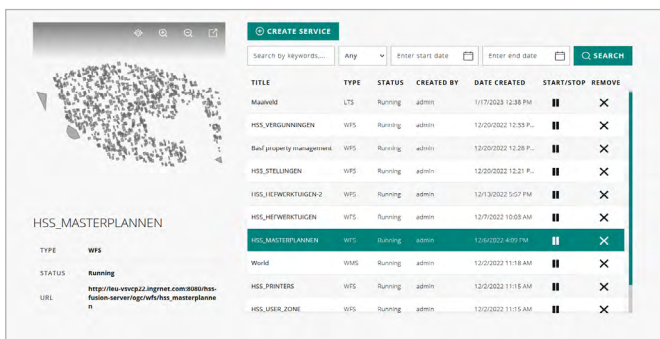 CREATE SERVICE
Search by keywords,... Any Enter start date Enter end date SEARCH
TITLE TYPE STATUS CREATED BY DATE CREATED START/STOP REMOVE
Maaiveld LTS Running admin 1/17/2023 12:38 PM
HSS_VERGUNNINGEN WFS Running admin 12/20/2022 12:33 P...
Basf property management WFS Running admin 12/20/2022 12:28 P...
HSS_STELLINGEN WFS Running admin 12/20/2022 12:21 P...
HSS_HEFWERKTUIGEN-2 WFS Running admin 12/13/2022 5:57 PM
HSS_HEFWERKTUIGEN WFS Running admin 12/7/2022 10:03 AM
HSS_MASTERPLANNEN WFS Running admin 12/6/2022 4:09 PM
World WMS Running admin 12/2/2022 11:18 AM
HSS_PRINTERS WFS Running admin 12/2/2022 11:15 AM
HSS_USER_ZONE WFS Running admin 12/2/2022 11:15 AM
HSS_MASTERPLANNEN
TYPE WFS
STATUS Running
URL http://leu-vsvcp22.ingrnet.com:8080/hss-
fusion-server/ogc/wfs/hss_masterplanne
n